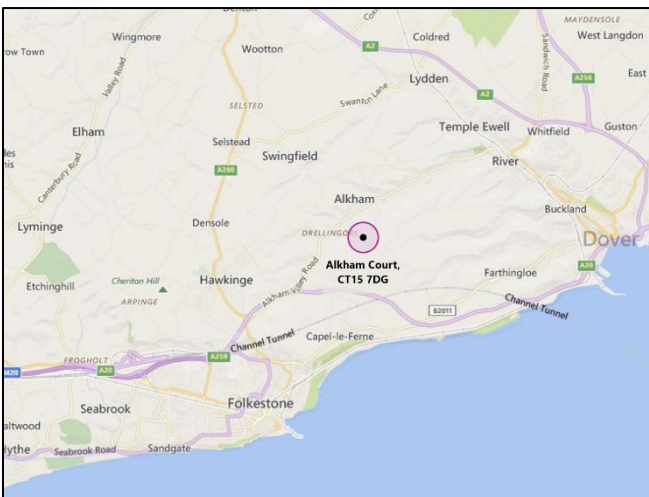 MAYDENSOLE
Denton
Wingmore
Coldred
West Langdon
Wootton
row Town
A2
Valley Road
Sandwich Road
A256
East
Lydden
SELSTED
Swanton Lane
A2
Elham
Temple Ewell
Whitfield
Guston
Selstead
Swingfield
River
A260
Canterbury Road
Alkham
Buckland
Lyminge
Densole
DRELLINGORE
Dover
Alkham Court,
CT15 7DG
A20
Cheriton Hill
Hawkinge
Farthingloe
Etchinghill
ARPINGE
Alkham Valley Road
Channel Tunnel
B2011
Channel Tunnel
Capel-le-Ferne
FROGHOLT
A259
M20
A20
Folkestone
Seabrook
altwood
ythe
Seabrook Road
Sandgate